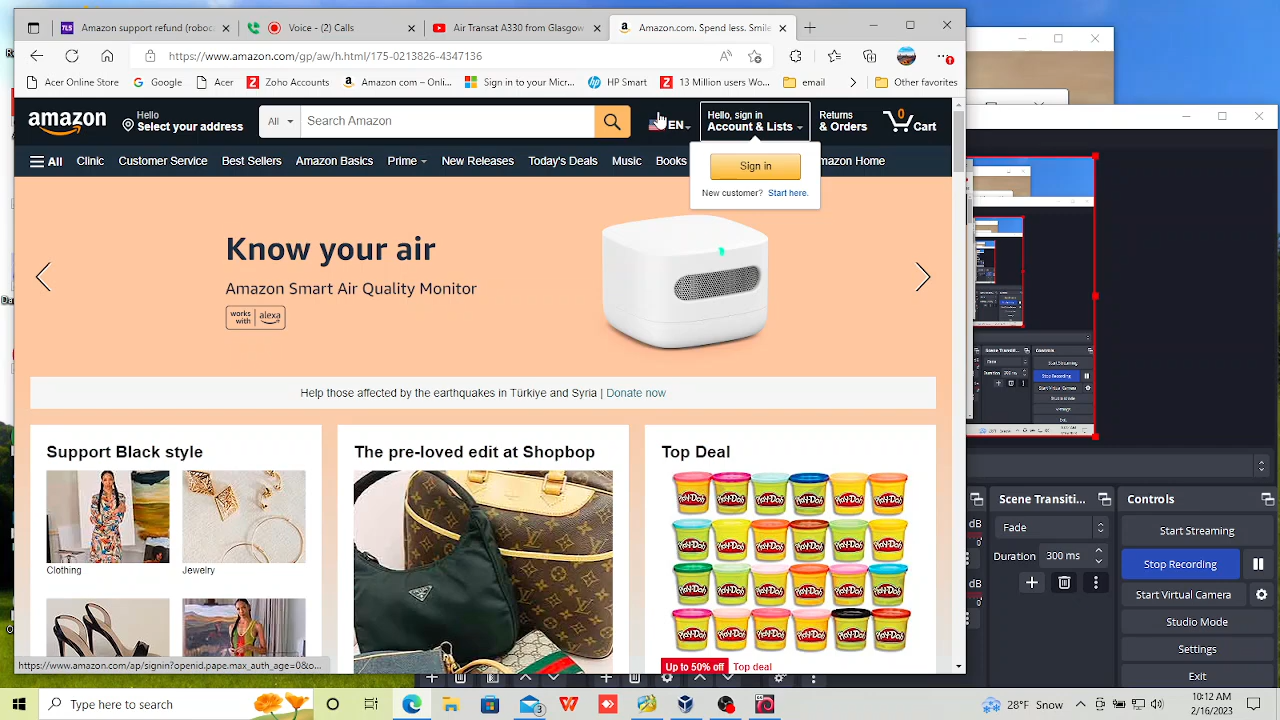 Amazon support refund (robocal
Voice - (2) Calls
Air Transat A330 from Glasgow
Amazon.com. Spend less. Smile
https://www.amazon.com/gp/aw/h.html/175-0213826-4347136
Acer Online Store
Google
Acer
Zoho Accounts
Amazon com – Onli...
Sign in to your Micr...
HP Smart
13 Million Users Wo...
email
Other favorites
amazon
Hello
Select your address
All
Search Amazon
EN
Hello, sign in
Account & Lists
Returns
& Orders
0
Cart
All
Clinic
Customer Service
Best Sellers
Amazon Basics
Prime
New Releases
Today's Deals
Music
Books
mazon Home
Sign in
New customer? Start here.
Know your air
Amazon Smart Air Quality Monitor
works with alexa
Help those affected by the earthquakes in Türkiye and Syria | Donate now
Support Black style
Clothing
Jewelry
The pre-loved edit at Shopbop
Top Deal
Up to 50% off
Top deal
https://www.amazon.com/ap/signin?openid.pape.max_auth_age=0&o...
Scene Transiti...
Fade
Duration
300 ms
Controls
Start Streaming
Stop Recording
Start Virtual Camera
Studio Mode
Settings
Exit
dB
0
dB
0
Type here to search
3
28°F Snow
10:12 AM
2/16/2023